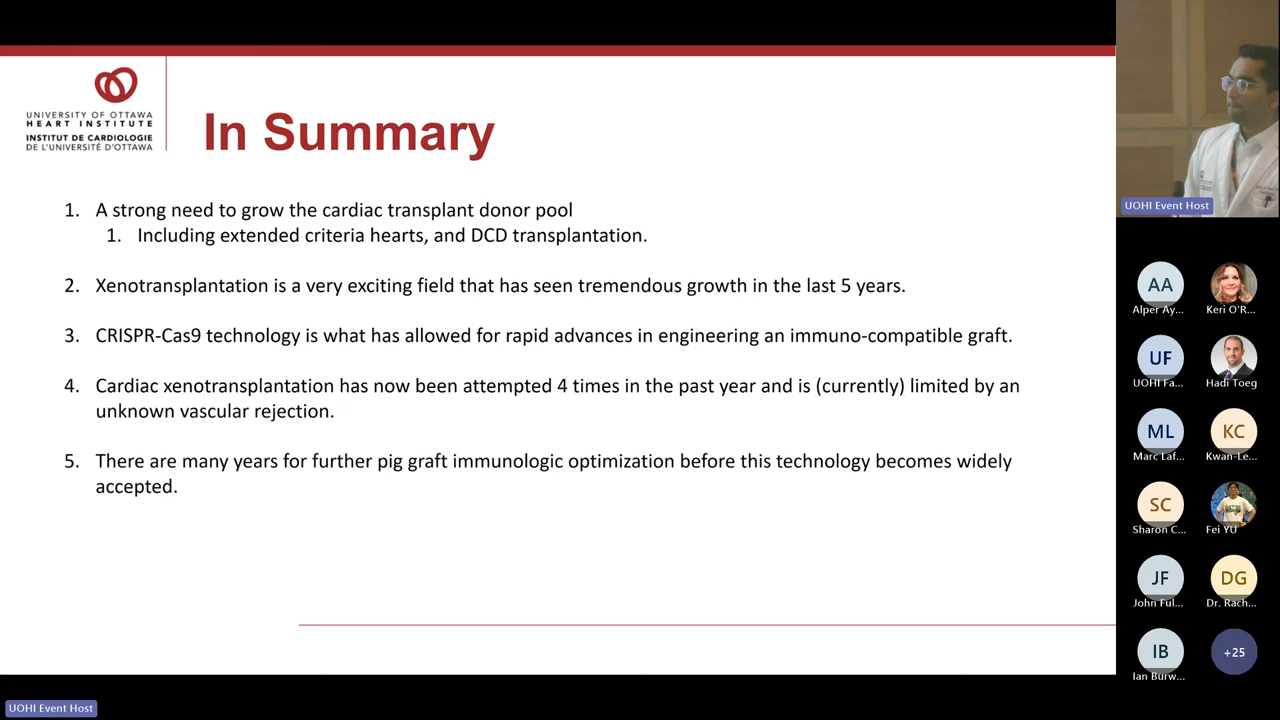 UNIVERSITY OF OTTAWA
HEART INSTITUTE
INSTITUT DE CARDIOLOGIE
DE L'UNIVERSITÉ D'OTTAWA
In Summary
1. A strong need to grow the cardiac transplant donor pool
1. Including extended criteria hearts, and DCD transplantation.
2. Xenotransplantation is a very exciting field that has seen tremendous growth in the last 5 years.
3. CRISPR-Cas9 technology is what has allowed for rapid advances in engineering an immuno-compatible graft.
4. Cardiac xenotransplantation has now been attempted 4 times in the past year and is (currently) limited by an
unknown vascular rejection.
5. There are many years for further pig graft immunologic optimization before this technology becomes widely
accepted.
UOHI Event Host
AA
Alper Ay...
Keri O'R...
UF
UOHI Fa...
Hadi Toeg
ML
Marc Laf...
KC
Kwan-Le...
SC
Sharon C...
Fei YU
JF
John Ful...
DG
Dr. Rach...
IB
Ian Burw...
+25
UOHI Event Host